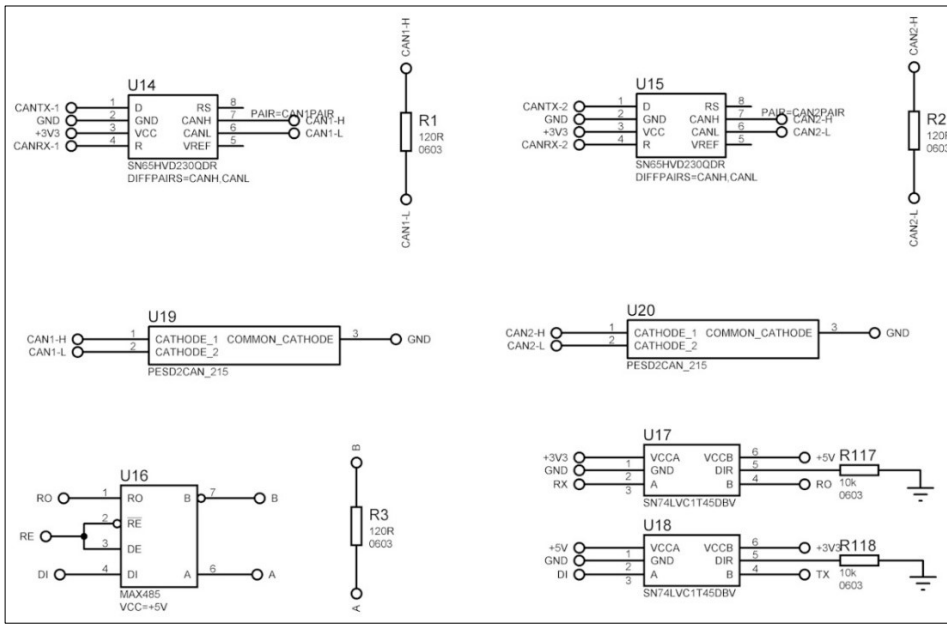 CAN1-H
U14
CANTX-1 1 D RS 8
GND 2 GND CANH 7 PAIR=CAN1PAIR CAN1-H
+3V3 3 VCC CANL 6 CAN1-L
CANRX-1 4 R VREF 5
SN65HVD230QDR
DIFFPAIRS=CANH,CANL
R1
120R
0603
CAN1-L
CAN2-H
U15
CANTX-2 1 D RS 8
GND 2 GND CANH 7 PAIR=CAN2PAIR CAN2-H
+3V3 3 VCC CANL 6 CAN2-L
CANRX-2 4 R VREF 5
SN65HVD230QDR
DIFFPAIRS=CANH,CANL
R2
120R
0603
CAN2-L
U19
CAN1-H 1 CATHODE_1 COMMON_CATHODE 3 GND
CAN1-L 2 CATHODE_2
PESD2CAN_215
U20
CAN2-H 1 CATHODE_1 COMMON_CATHODE 3 GND
CAN2-L 2 CATHODE_2
PESD2CAN_215
U16
RO 1 RO B 7 B
2 RE
RE
3 DE
DI 4 DI A 6 A
MAX485
VCC=+5V
B
R3
120R
0603
A
U17
+3V3 VCCA VCCB 6 +5V
GND 1 GND DIR 5
RX 2 A B 4 RO
3
SN74LVC1T45DBV
R117
10k
0603
U18
+5V VCCA VCCB 6 +3V3
GND 1 GND DIR 5
DI 2 A B 4 TX
3
SN74LVC1T45DBV
R118
10k
0603